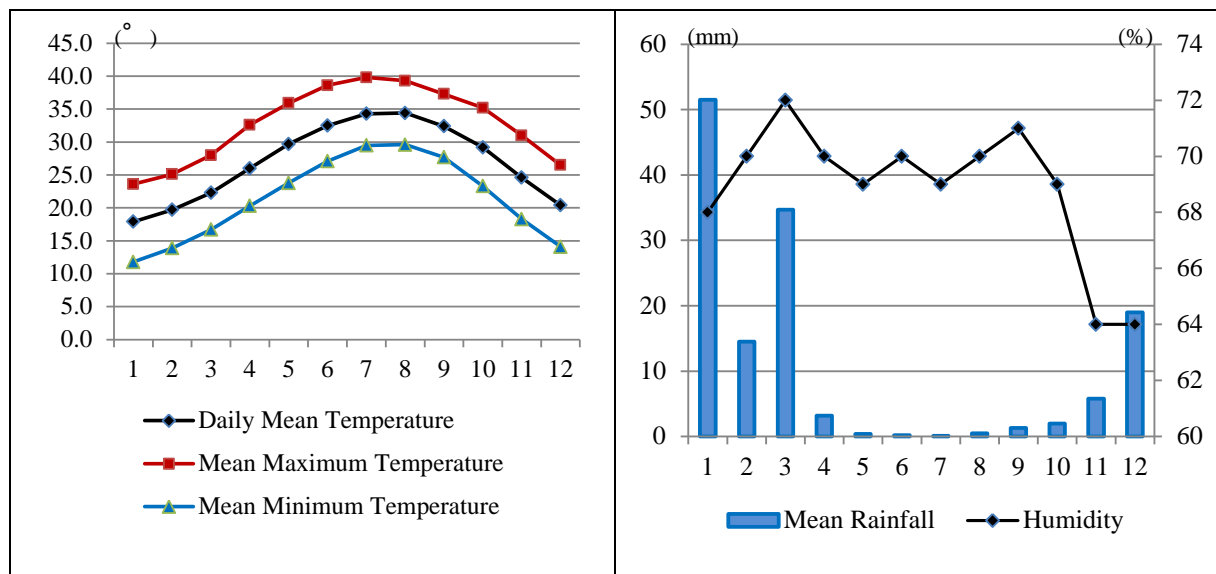 (° )
45.0
40.0
35.0
30.0
25.0
20.0
15.0
10.0
5.0
0.0
1 2 3 4 5 6 7 8 9 10 11 12
Daily Mean Temperature
Mean Maximum Temperature
Mean Minimum Temperature
(mm) (%)
60 74
50 72
40 70
30 68
20 66
10 64
0 62
60
1 2 3 4 5 6 7 8 9 10 11 12
Mean Rainfall Humidity